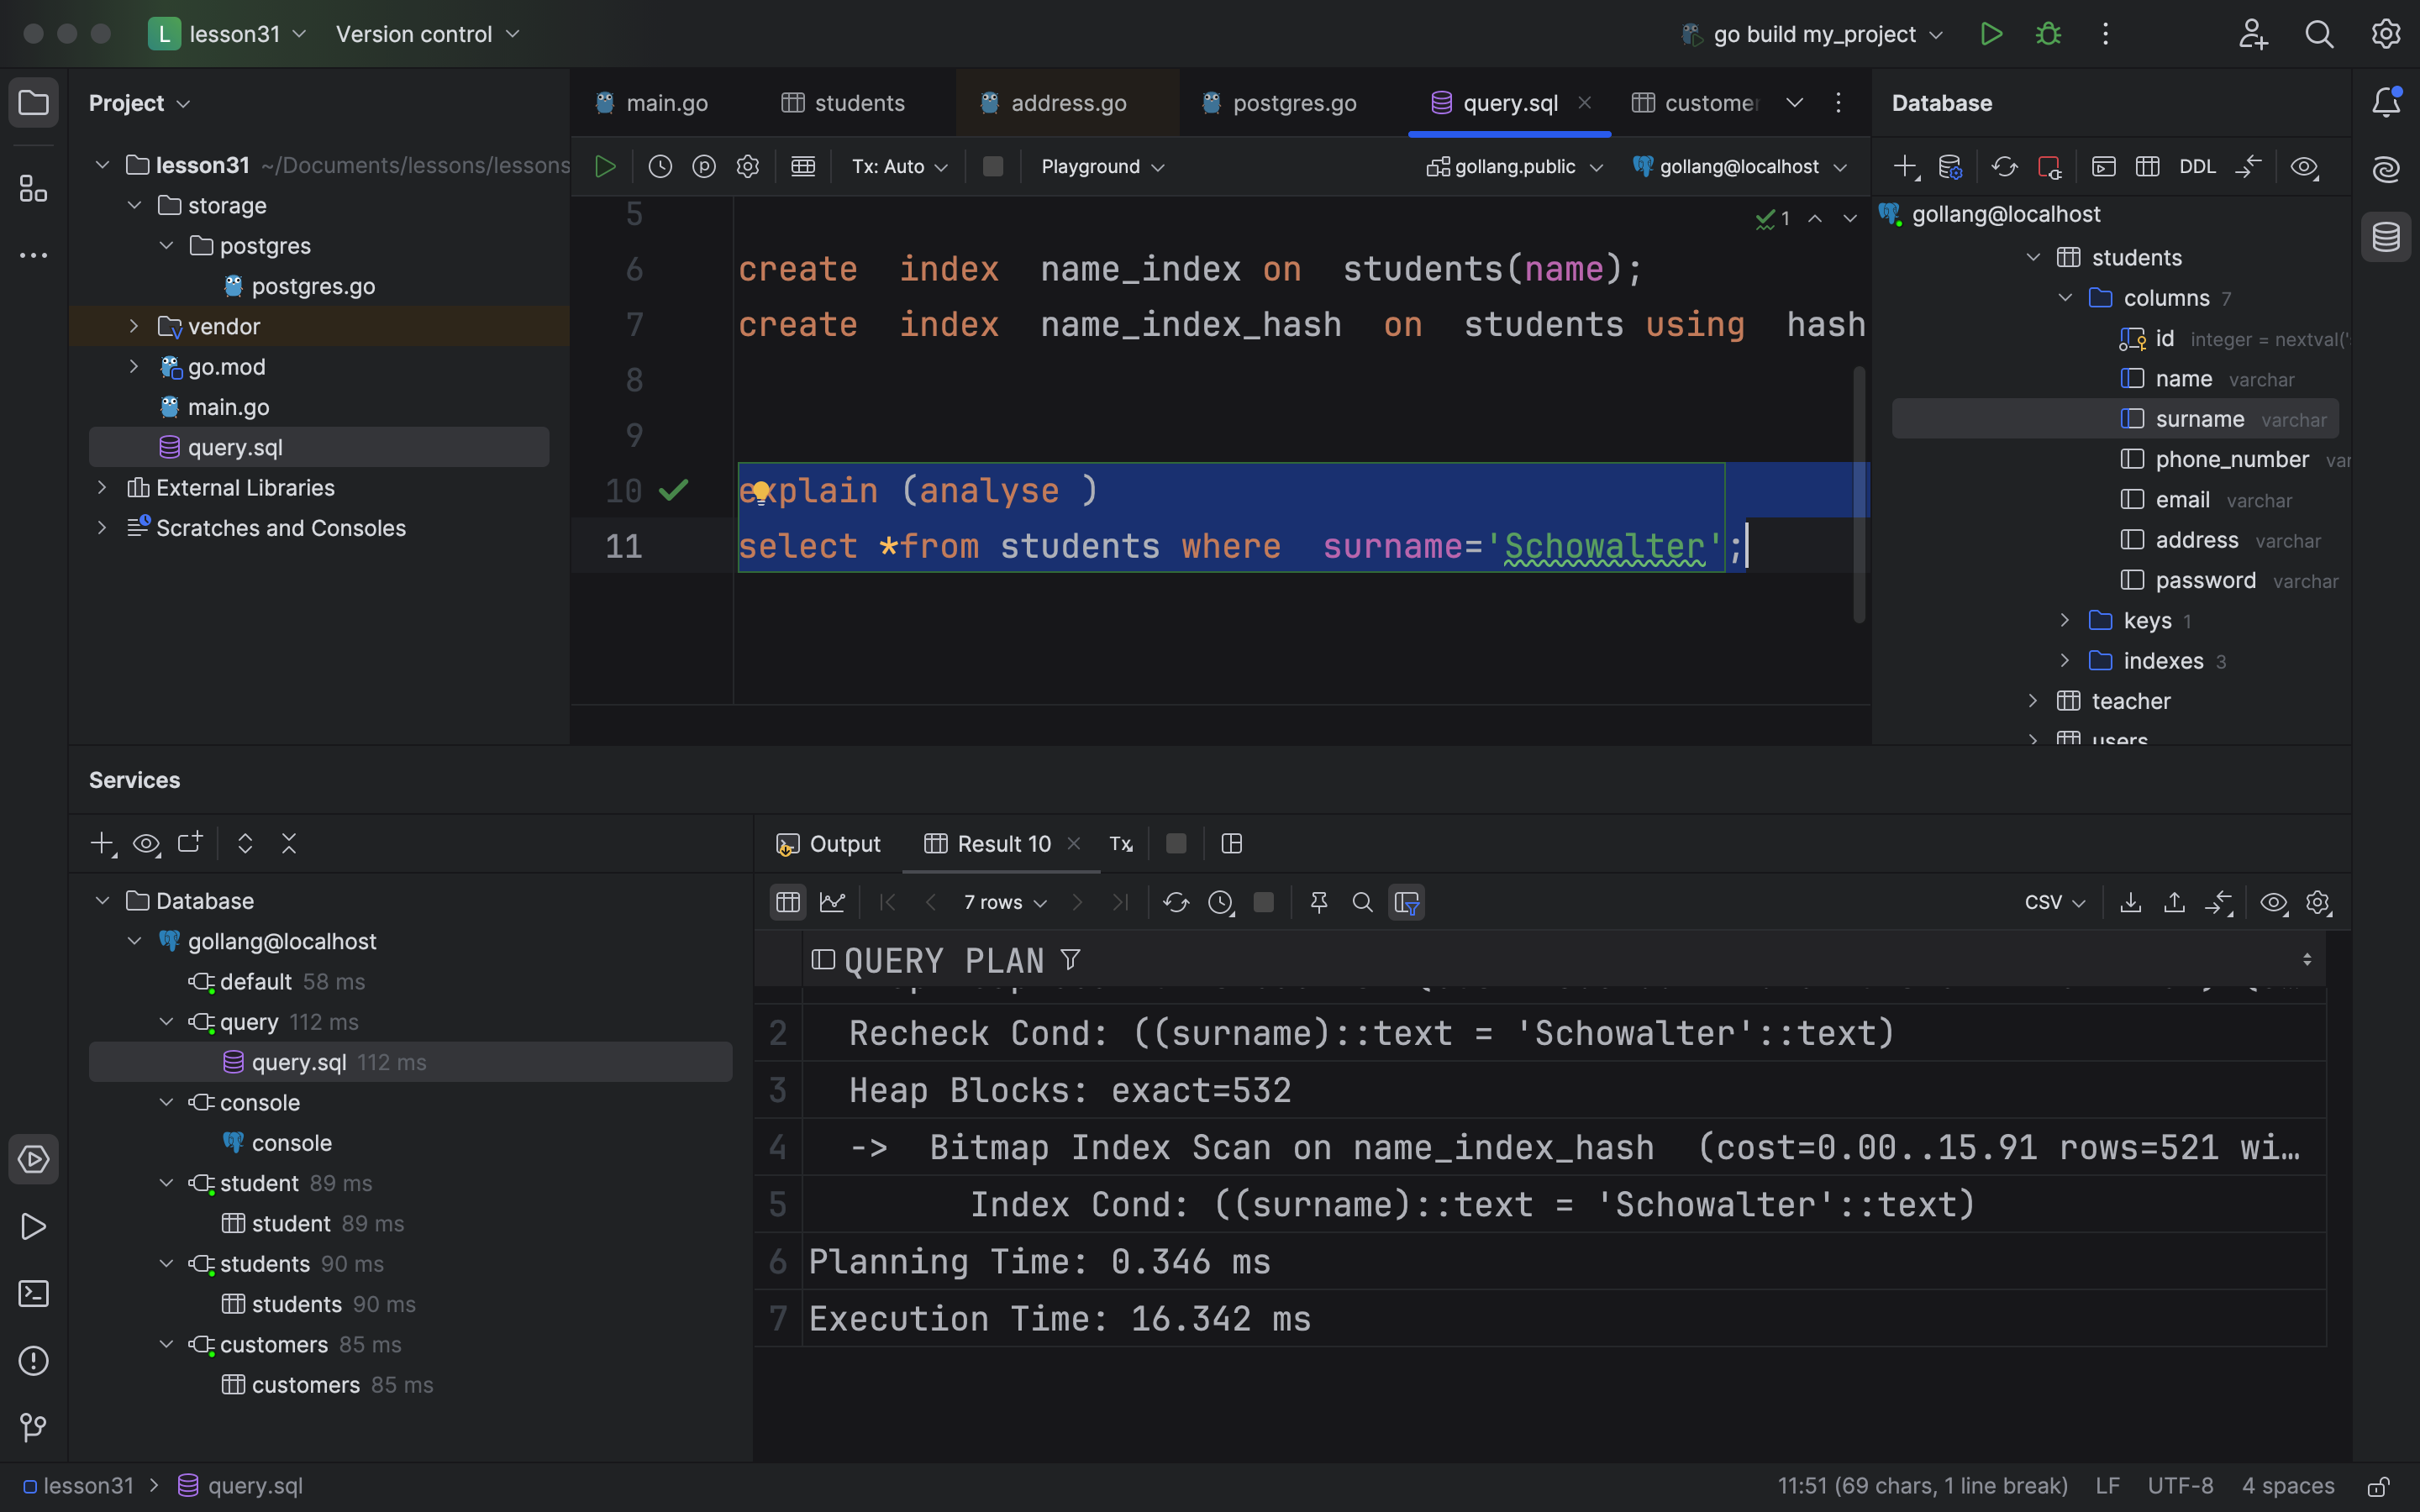 L lesson31 Version control go build my_project
Project
lesson31 ~/Documents/lessons/lessons
storage
postgres
postgres.go
vendor
go.mod
main.go
query.sql
External Libraries
Scratches and Consoles
main.go students address.go postgres.go query.sql customer
Tx: Auto Playground gollang.public gollang@localhost
1
5
6 create index name_index on students(name);
7 create index name_index_hash on students using hash
8
9
10 explain (analyse )
11 select *from students where surname='Schowalter';
Database
DDL
gollang@localhost
students
columns 7
id integer = nextval('
name varchar
surname varchar
phone_number var
email varchar
address varchar
password varchar
keys 1
indexes 3
teacher
users
Services
Database
gollang@localhost
default 58 ms
query 112 ms
query.sql 112 ms
console
console
student 89 ms
student 89 ms
students 90 ms
students 90 ms
customers 85 ms
customers 85 ms
Output Result 10 Tx
7 rows CSV
QUERY PLAN
2 Recheck Cond: ((surname)::text = 'Schowalter'::text)
3 Heap Blocks: exact=532
4 -> Bitmap Index Scan on name_index_hash (cost=0.00..15.91 rows=521 wi…
5 Index Cond: ((surname)::text = 'Schowalter'::text)
6 Planning Time: 0.346 ms
7 Execution Time: 16.342 ms
lesson31 > query.sql 11:51 (69 chars, 1 line break) LF UTF-8 4 spaces